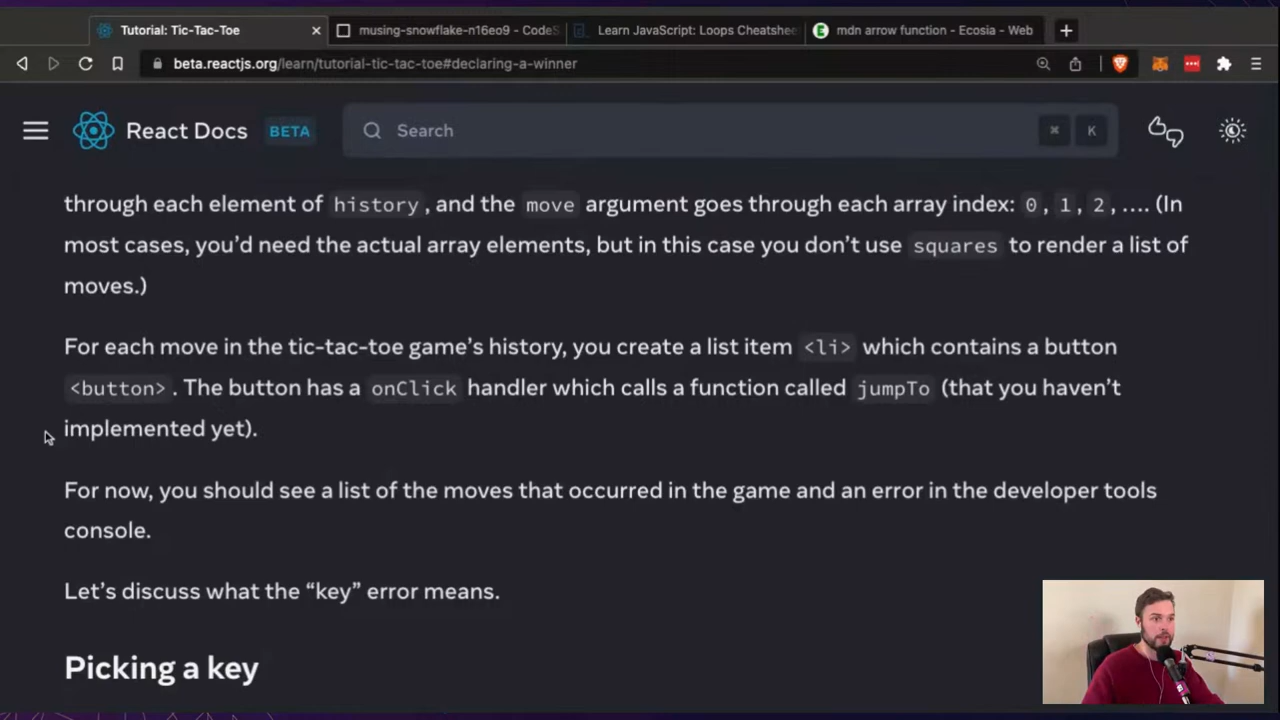 Tutorial: Tic-Tac-Toe
musing-snowflake-n16eo9 - CodeS
Learn JavaScript: Loops Cheatshee
mdn arrow function - Ecosia - Web
beta.reactjs.org/learn/tutorial-tic-tac-toe#declaring-a-winner
React Docs BETA Search ⌘ K
through each element of history, and the move argument goes through each array index: 0, 1, 2, …. (In
most cases, you’d need the actual array elements, but in this case you don’t use squares to render a list of
moves.)
For each move in the tic-tac-toe game’s history, you create a list item <li> which contains a button
<button>. The button has a onClick handler which calls a function called jumpTo (that you haven’t
implemented yet).
For now, you should see a list of the moves that occurred in the game and an error in the developer tools
console.
Let’s discuss what the “key” error means.
Picking a key